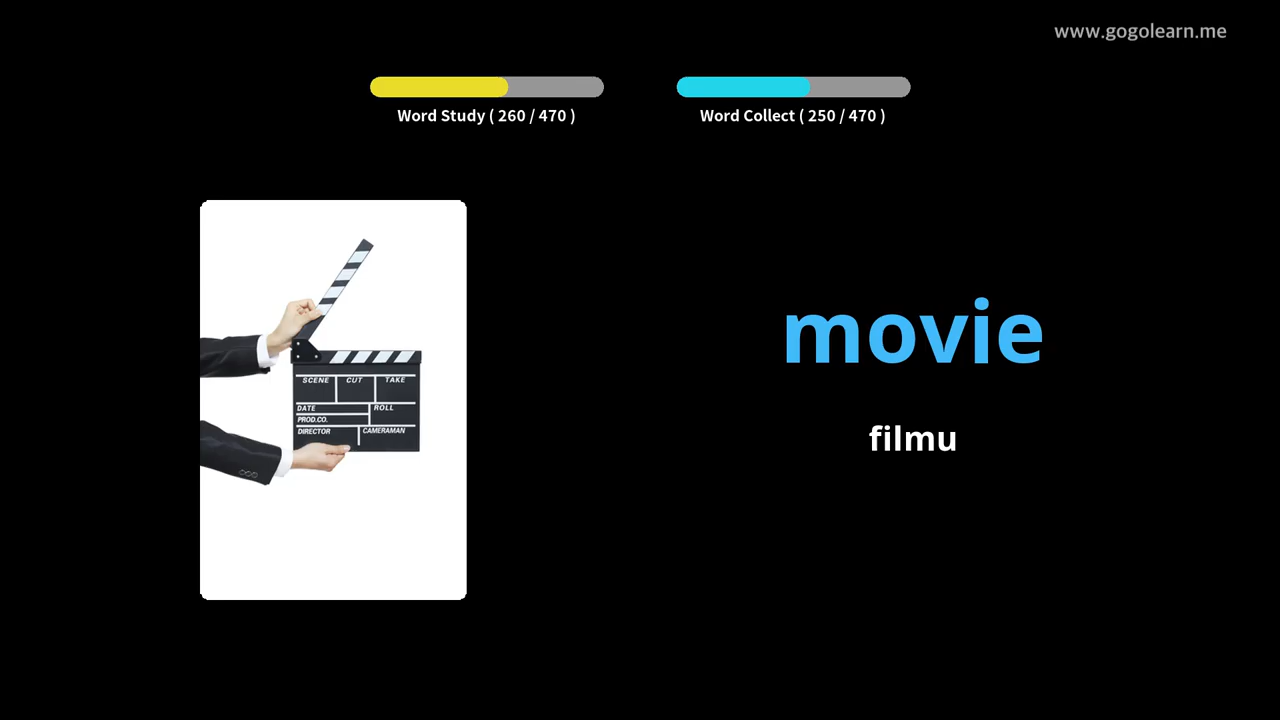 www.gogolearn.me
Word Study ( 260 / 470 )
Word Collect ( 250 / 470 )
SCENE CUT TAKE
DATE ROLL
PROD.CO.
DIRECTOR CAMERAMAN
movie
filmu